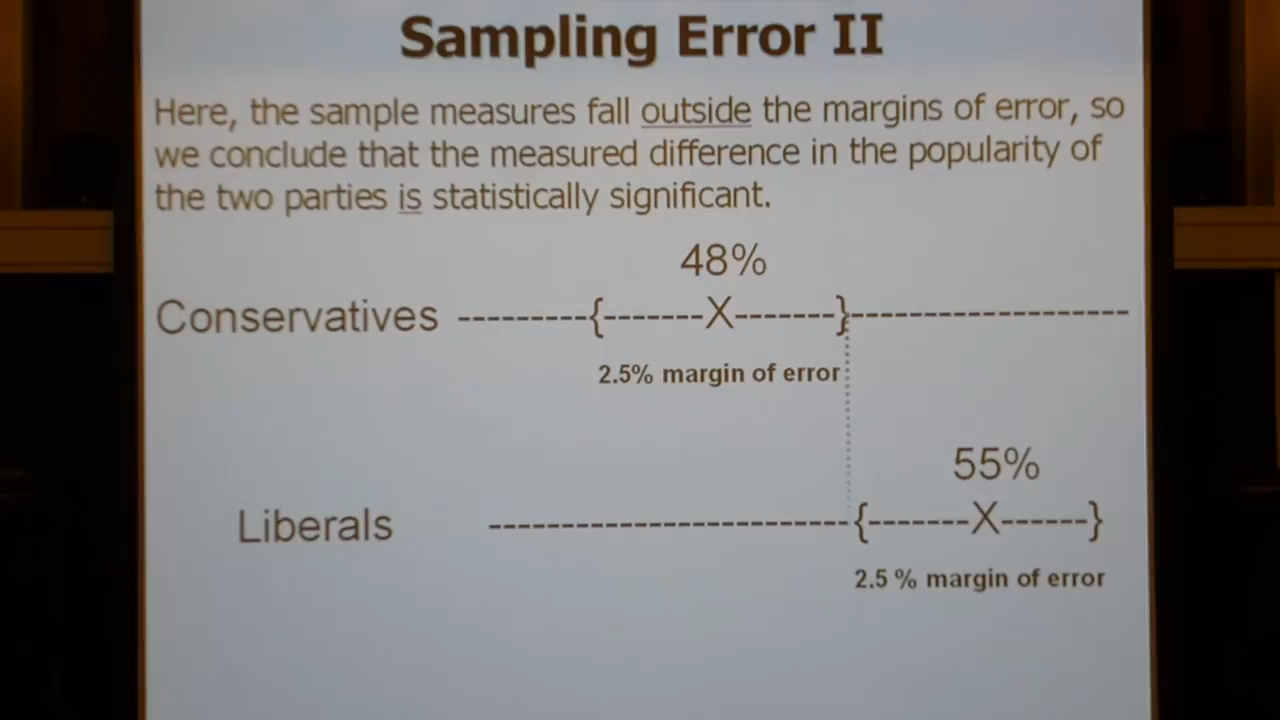 Sampling Error II
Here, the sample measures fall outside the margins of error, so
we conclude that the measured difference in the popularity of
the two parties is statistically significant.
48%
Conservatives ---------{-------X-------}--------------------
2.5% margin of error
55%
Liberals -------------------------{-------X------}
2.5 % margin of error